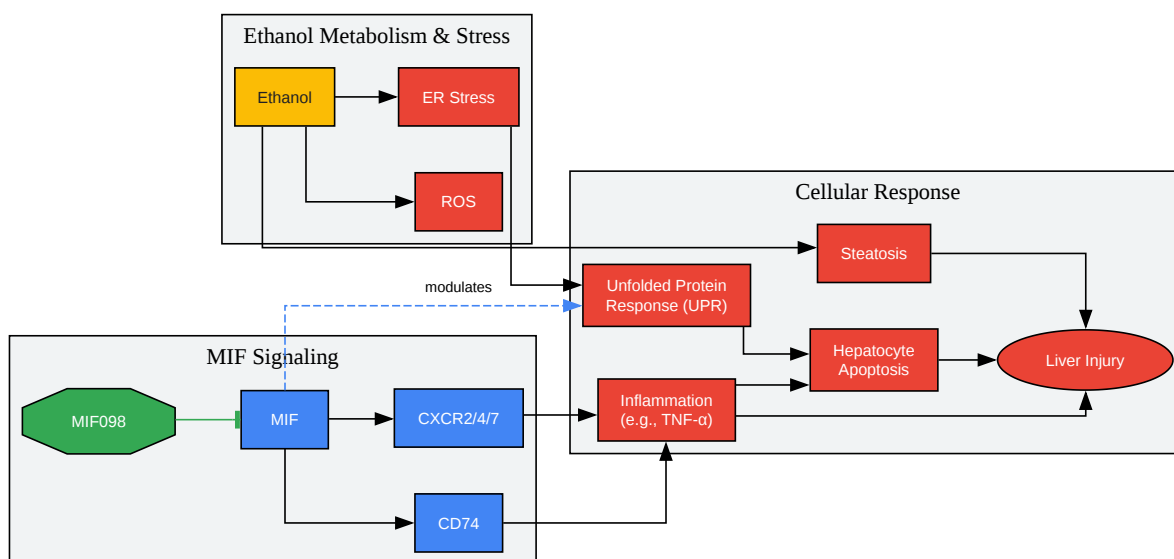 Ethanol Metabolism & Stress
Ethanol
ER Stress
ROS
Cellular Response
Steatosis
Unfolded Protein
Response (UPR)
modulates
Hepatocyte
Apoptosis
Liver Injury
MIF Signaling
MIF098
MIF
CXCR2/4/7
Inflammation
(e.g., TNF-α)
CD74